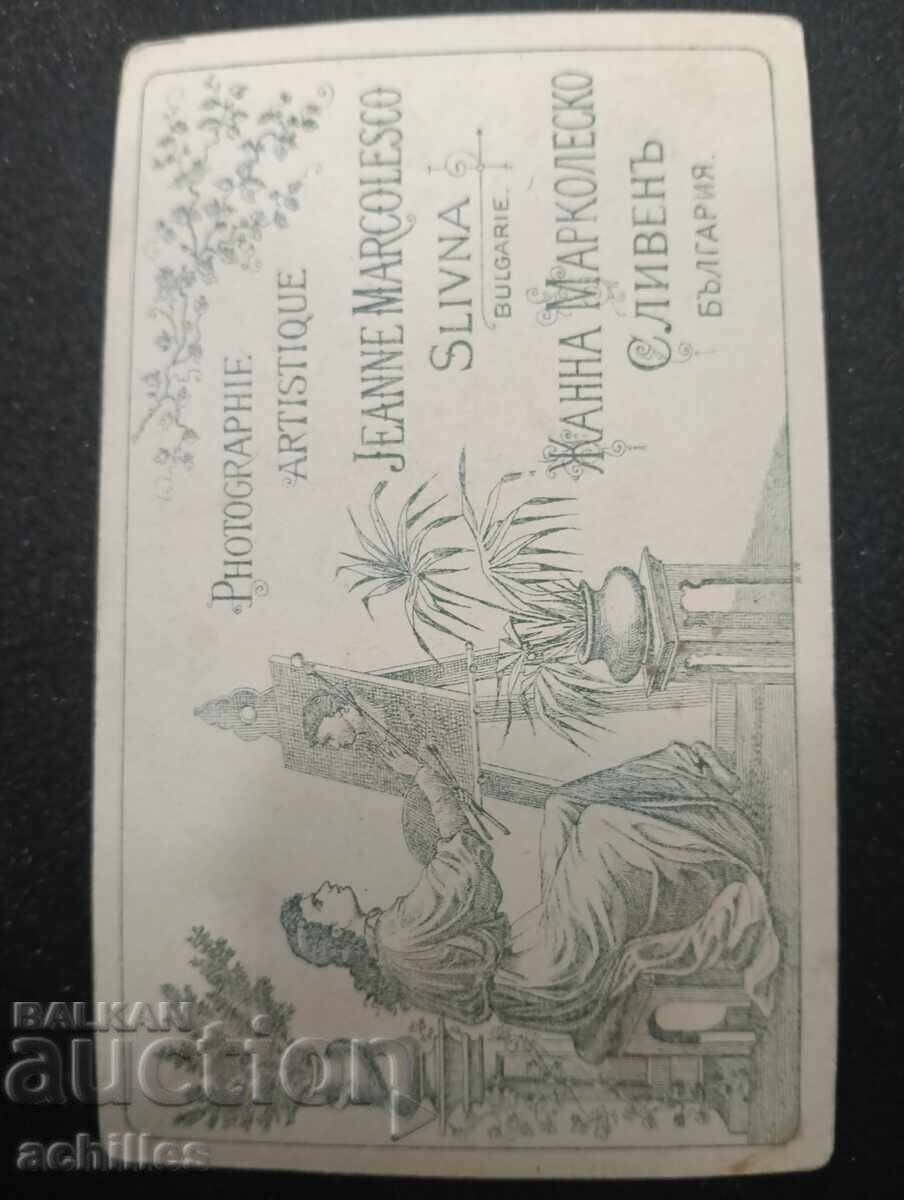 PHOTOGRAPHIE
ARTISTIQUE
JEANNE MARCOLESCO
SLIVNA
BULGARIE.
ЖАННА МАРКОЛЕСКО
СЛИВЕНЪ
БЪЛГАРИЯ.
BALKAN
auction
achilles